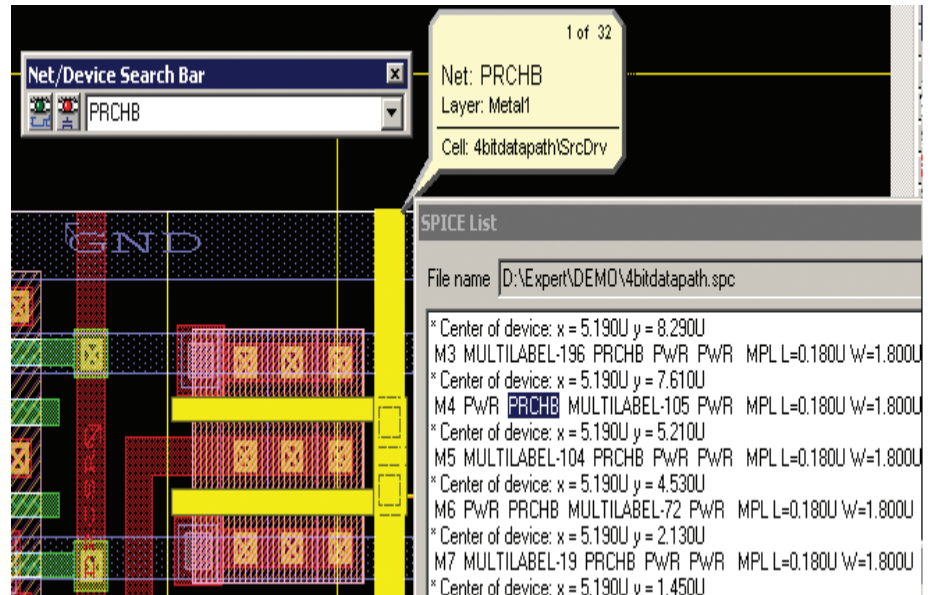 1 of 32
Net/Device Search Bar
x
Net: PRCHB
Layer: Metal1
PRCHB
Cell: 4bitdatapath\SrcDrv
GND
SPICE List
File name D:\Expert\DEMO\4bitdatapath.spc
* Center of device: x = 5.190U y = 8.290U
M3 MULTILABEL-196 PRCHB PWR PWR MPL L=0.180U W=1.800U
* Center of device: x = 5.190U y = 7.610U
M4 PWR PRCHB MULTILABEL-105 PWR MPL L=0.180U W=1.800U
* Center of device: x = 5.190U y = 5.210U
M5 MULTILABEL-104 PRCHB PWR PWR MPL L=0.180U W=1.800U
* Center of device: x = 5.190U y = 4.530U
M6 PWR PRCHB MULTILABEL-72 PWR MPL L=0.180U W=1.800U
* Center of device: x = 5.190U y = 2.130U
M7 MULTILABEL-19 PRCHB PWR PWR MPL L=0.180U W=1.800U
* Center of device: x = 5.190U y = 1.450U